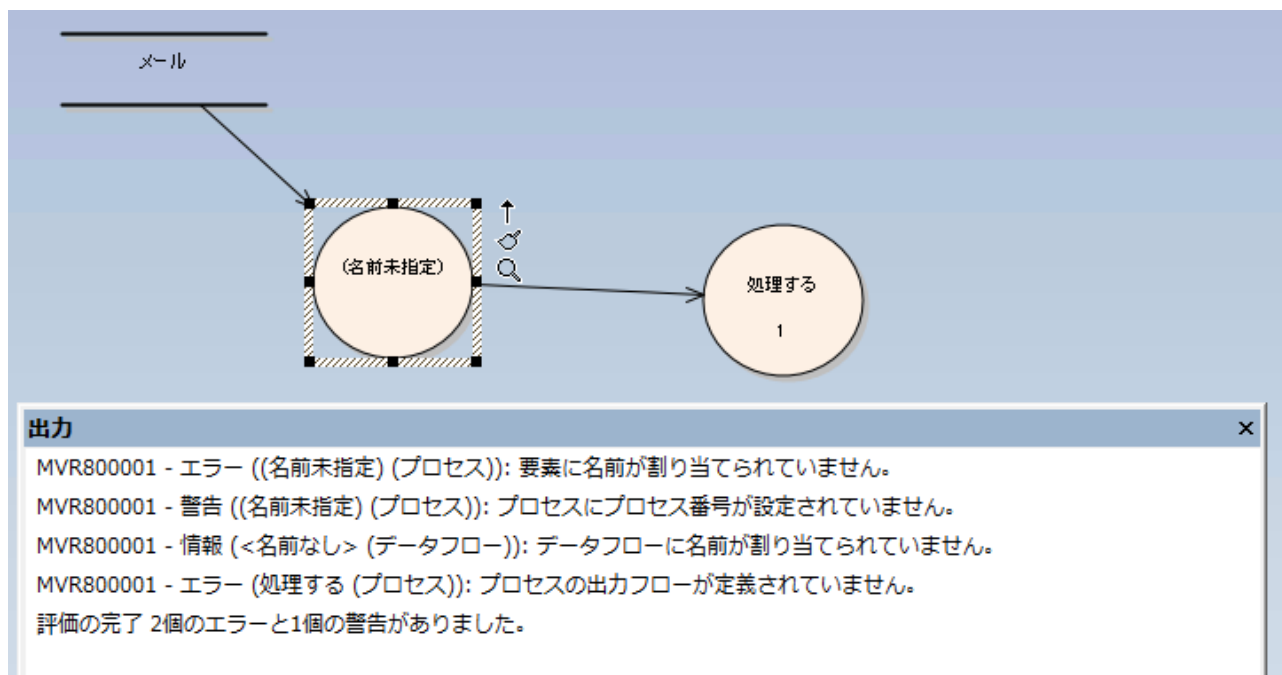 メール
(名前未指定)
処理する
1
出力
MVR800001 - エラー ((名前未指定) (プロセス)): 要素に名前が割り当てられていません。
MVR800001 - 警告 ((名前未指定) (プロセス)): プロセスにプロセス番号が設定されていません。
MVR800001 - 情報 (<名前なし> (データフロー)): データフローに名前が割り当てられていません。
MVR800001 - エラー (処理する (プロセス)): プロセスの出力フローが定義されていません。
評価の完了 2個のエラーと1個の警告がありました。